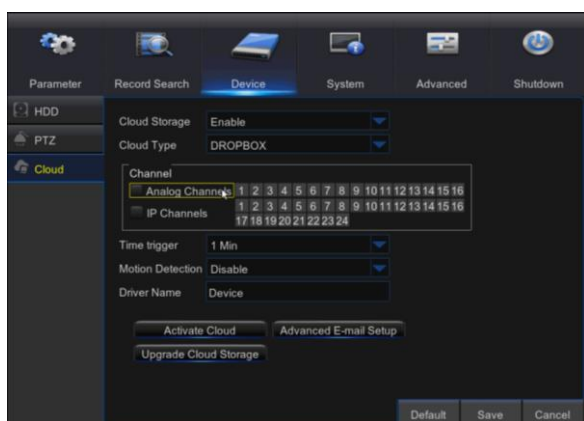 Parameter Record Search Device System Advanced Shutdown
HDD
PTZ
Cloud
Cloud Storage Enable
Cloud Type DROPBOX
Channel
Analog Channels 1 2 3 4 5 6 7 8 9 10 11 12 13 14 15 16
IP Channels 1 2 3 4 5 6 7 8 9 10 11 12 13 14 15 16
17 18 19 20 21 22 23 24
Time trigger 1 Min
Motion Detection Disable
Driver Name Device
Activate Cloud Advanced E-mail Setup
Upgrade Cloud Storage
Default Save Cancel